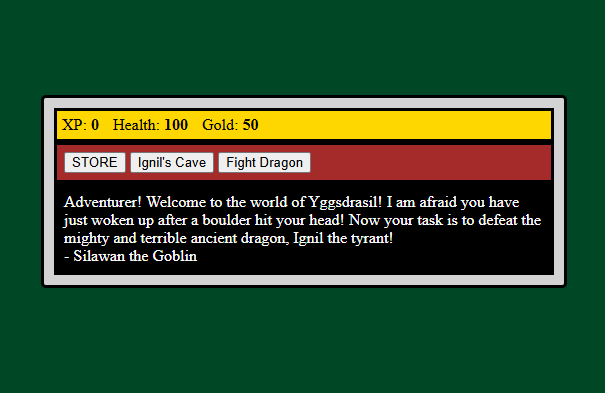 XP: 0 Health: 100 Gold: 50
STORE Ignil's Cave Fight Dragon
Adventurer! Welcome to the world of Yggsdrasil! I am afraid you have
just woken up after a boulder hit your head! Now your task is to defeat the
mighty and terrible ancient dragon, Ignil the tyrant!
- Silawan the Goblin